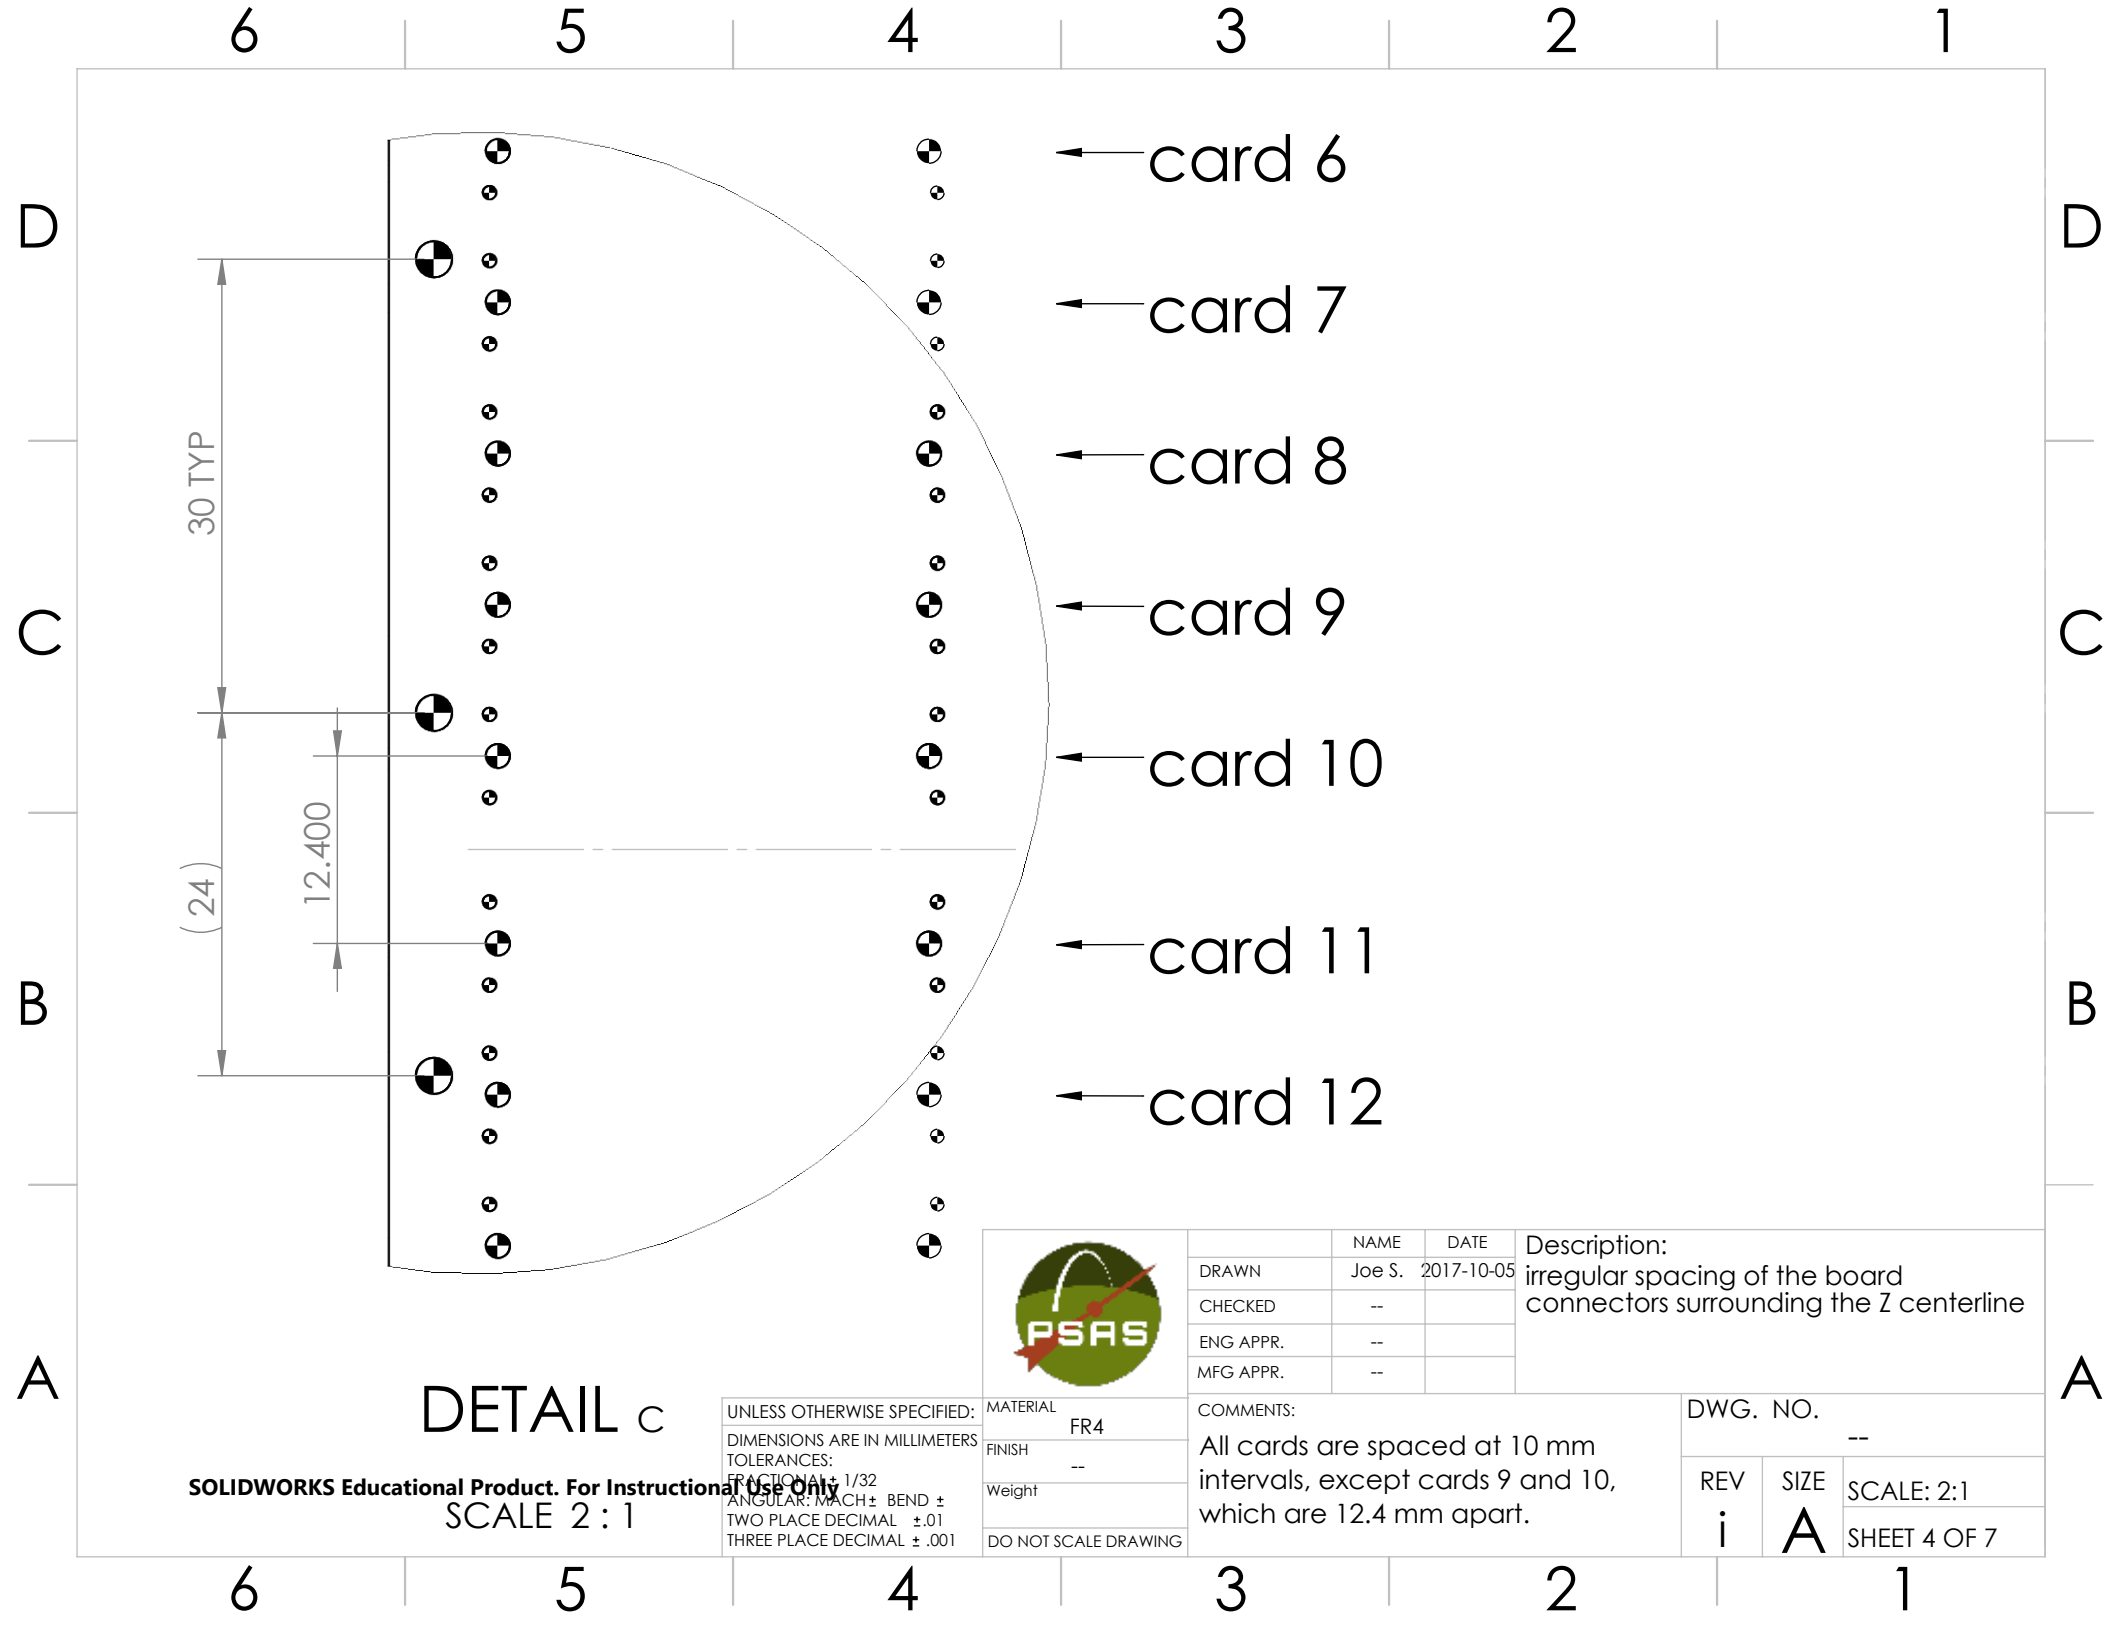 6 5 4 3 2 1
D D
C C
B B
A A
card 6
card 7
card 8
card 9
card 10
card 11
card 12
30 TYP
(24)
12.400
DETAIL C
SCALE 2 : 1
SOLIDWORKS Educational Product. For Instructional Use Only
UNLESS OTHERWISE SPECIFIED:
DIMENSIONS ARE IN MILLIMETERS
TOLERANCES:
FRACTIONAL ± 1/32
ANGULAR: MACH ± BEND ±
TWO PLACE DECIMAL ±.01
THREE PLACE DECIMAL ± .001
PSAS
MATERIAL
FR4
FINISH
--
Weight
DO NOT SCALE DRAWING
NAME DATE
DRAWN Joe S. 2017-10-05
CHECKED --
ENG APPR. --
MFG APPR. --
Description:
irregular spacing of the board
connectors surrounding the Z centerline
COMMENTS:
All cards are spaced at 10 mm
intervals, except cards 9 and 10,
which are 12.4 mm apart.
DWG. NO.
--
REV
i
SIZE
A
SCALE: 2:1
SHEET 4 OF 7
6 5 4 3 2 1